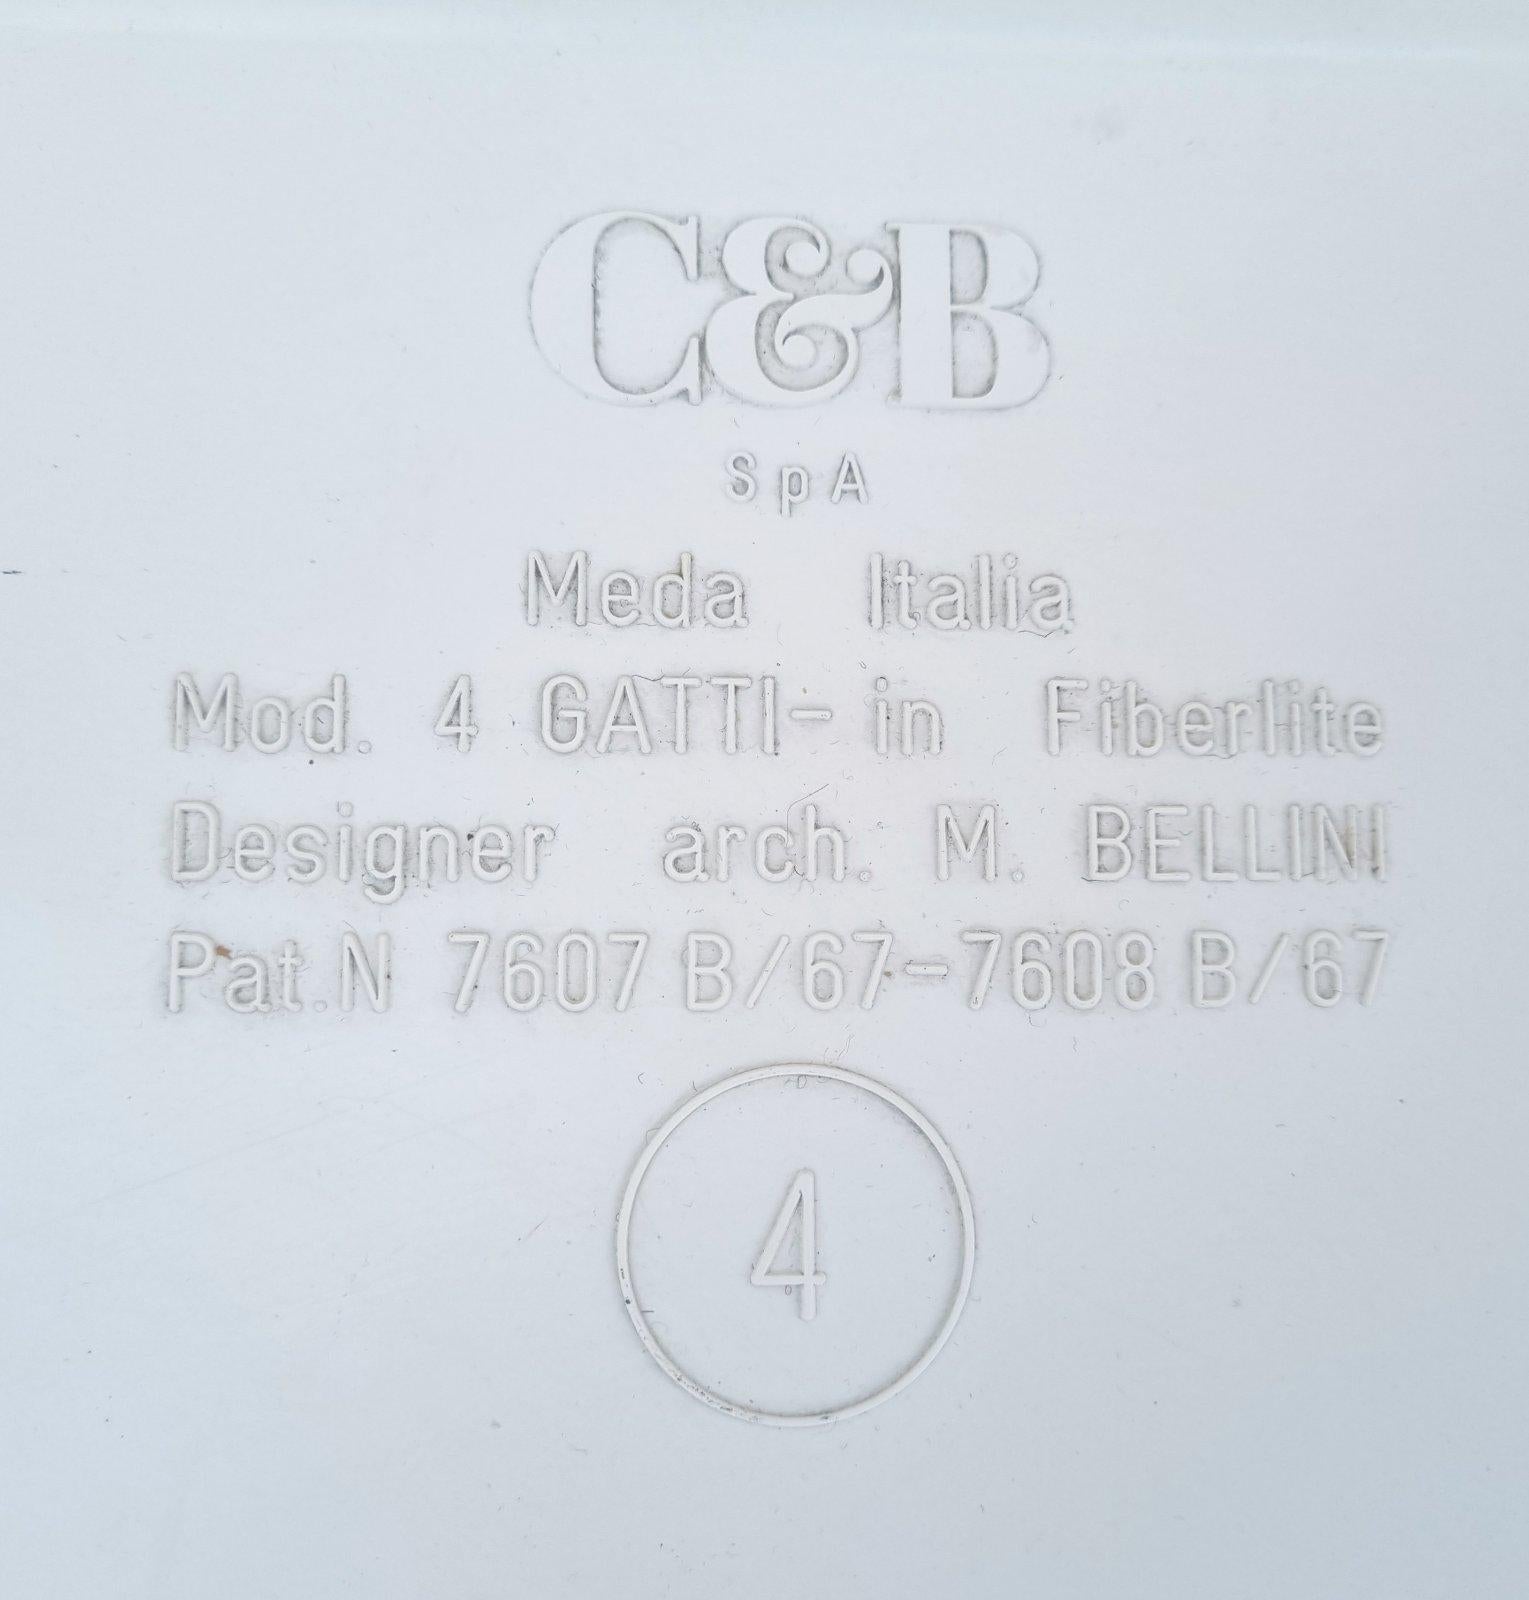 C&B
SpA
Meda Italia
Mod. 4 GATTI- in Fiberlite
Designer arch. M. BELLINI
Pat.N 7607 B/67-7608 B/67
4